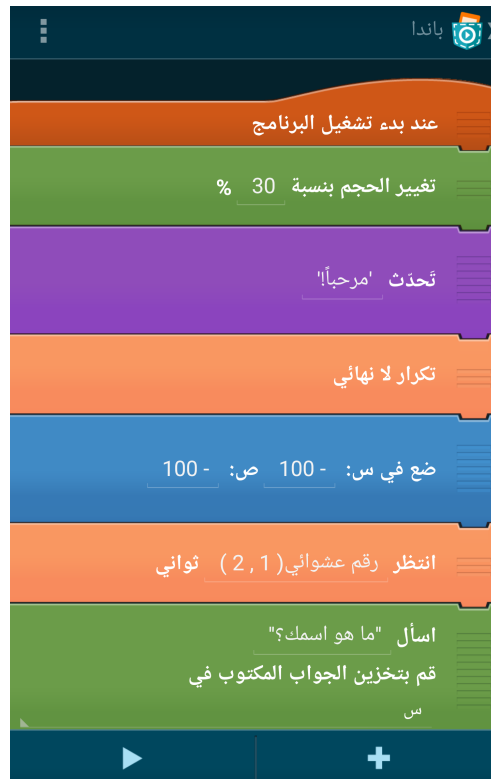 باندا
عند بدء تشغيل البرنامج
تغيير الحجم بنسبة 30 %
تَحدّث 'مرحباً!'
تكرار لا نهائي
ضع في س: - 100 ص: - 100
انتظر رقم عشوائي( 1 , 2 ) ثواني
اسأل "ما هو اسمك؟"
قم بتخزين الجواب المكتوب في
س